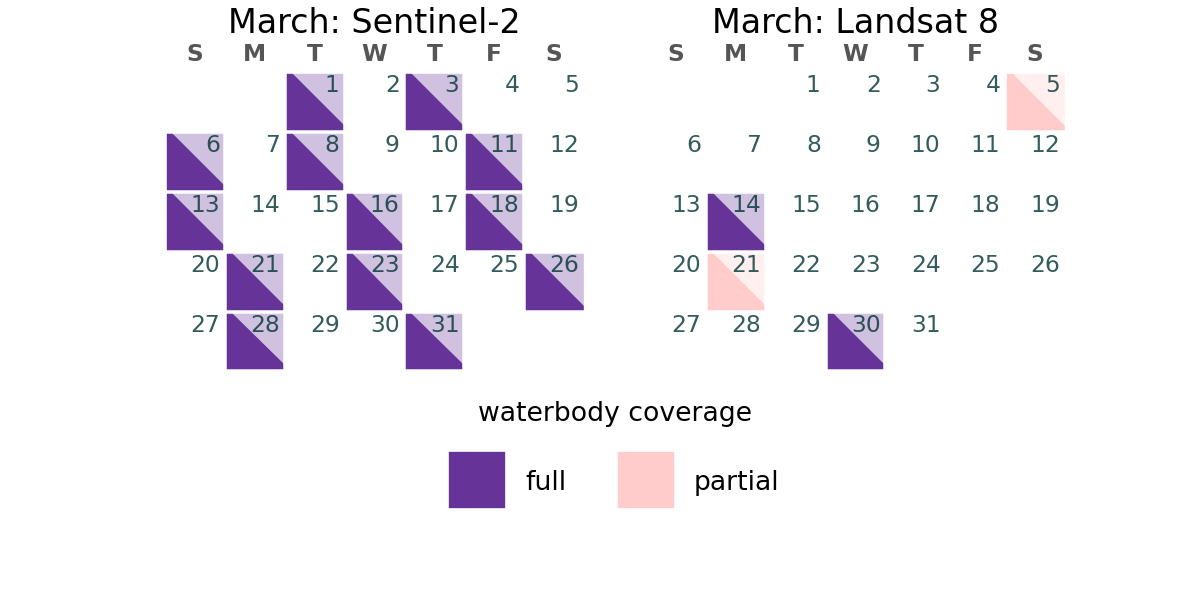 March: Sentinel-2
S M T W T F S
1 2 3 4 5
6 7 8 9 10 11 12
13 14 15 16 17 18 19
20 21 22 23 24 25 26
27 28 29 30 31
March: Landsat 8
S M T W T F S
1 2 3 4 5
6 7 8 9 10 11 12
13 14 15 16 17 18 19
20 21 22 23 24 25 26
27 28 29 30 31
waterbody coverage
full
partial